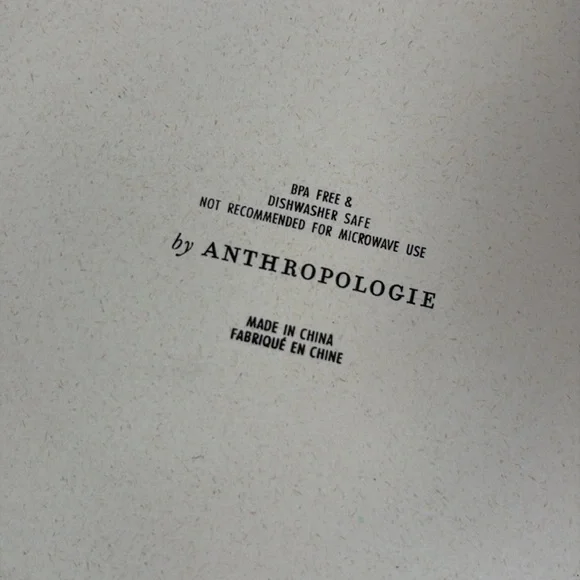 BPA FREE &
DISHWASHER SAFE
NOT RECOMMENDED FOR MICROWAVE USE
by ANTHROPOLOGIE
MADE IN CHINA
FABRIQUÉ EN CHINE